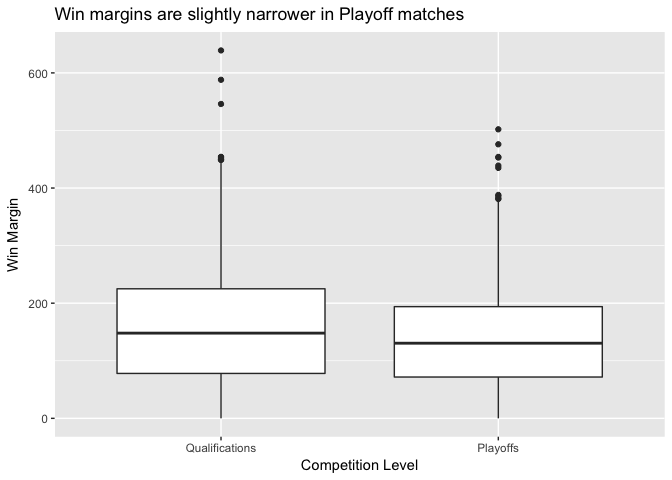 Win margins are slightly narrower in Playoff matches
600
400
200
0
Win Margin
Qualifications
Playoffs
Competition Level